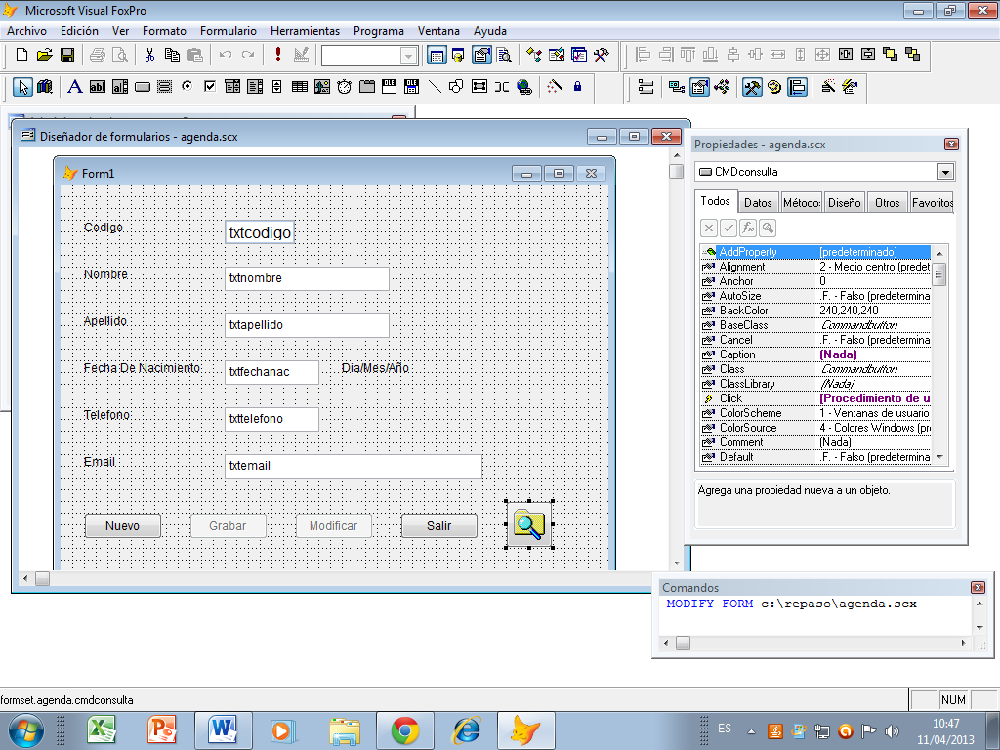 Microsoft Visual FoxPro
Archivo Edición Ver Formato Formulario Herramientas Programa Ventana Ayuda
Diseñador de formularios - agenda.scx
Form1
Código
txtcodigo
Nombre
txtnombre
Apellido
txtapellido
Fecha De Nacimiento
txtfechanac
Dia/Mes/Año
Telefono
txttelefono
Email
txtemail
Nuevo Grabar Modificar Salir
Propiedades - agenda.scx
CMDconsulta
Todos Datos Método: Diseño Otros Favoritos
AddProperty [predeterminado]
Alignment 2 - Medio centro (predet
Anchor 0
AutoSize .F. - Falso (predetermina
BackColor 240,240,240
BaseClass Commandbutton
Cancel .F. - Falso (predetermina
Caption (Nada)
Class Commandbutton
ClassLibrary (Nada)
Click [Procedimiento de u
ColorScheme 1 - Ventanas de usuario
ColorSource 4 - Colores Windows (pr
Comment (Nada)
Default .F. - Falso (predetermina
Agrega una propiedad nueva a un objeto.
Comandos
MODIFY FORM c:\repaso\agenda.scx
formset.agenda.cmdconsulta
NUM
ES
10:47
11/04/2013